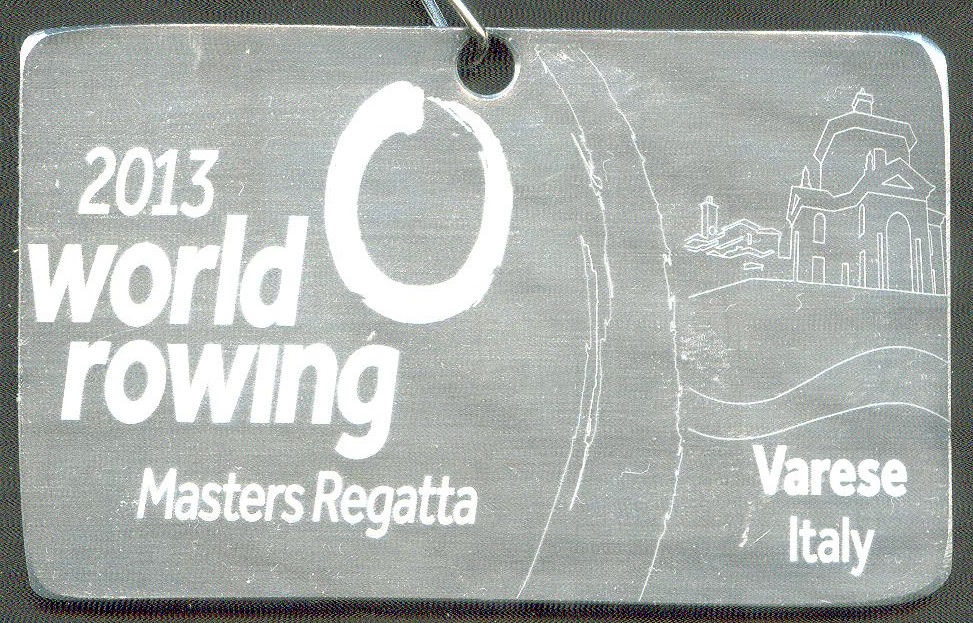 2013
world
rowing
Masters Regatta
Varese
Italy